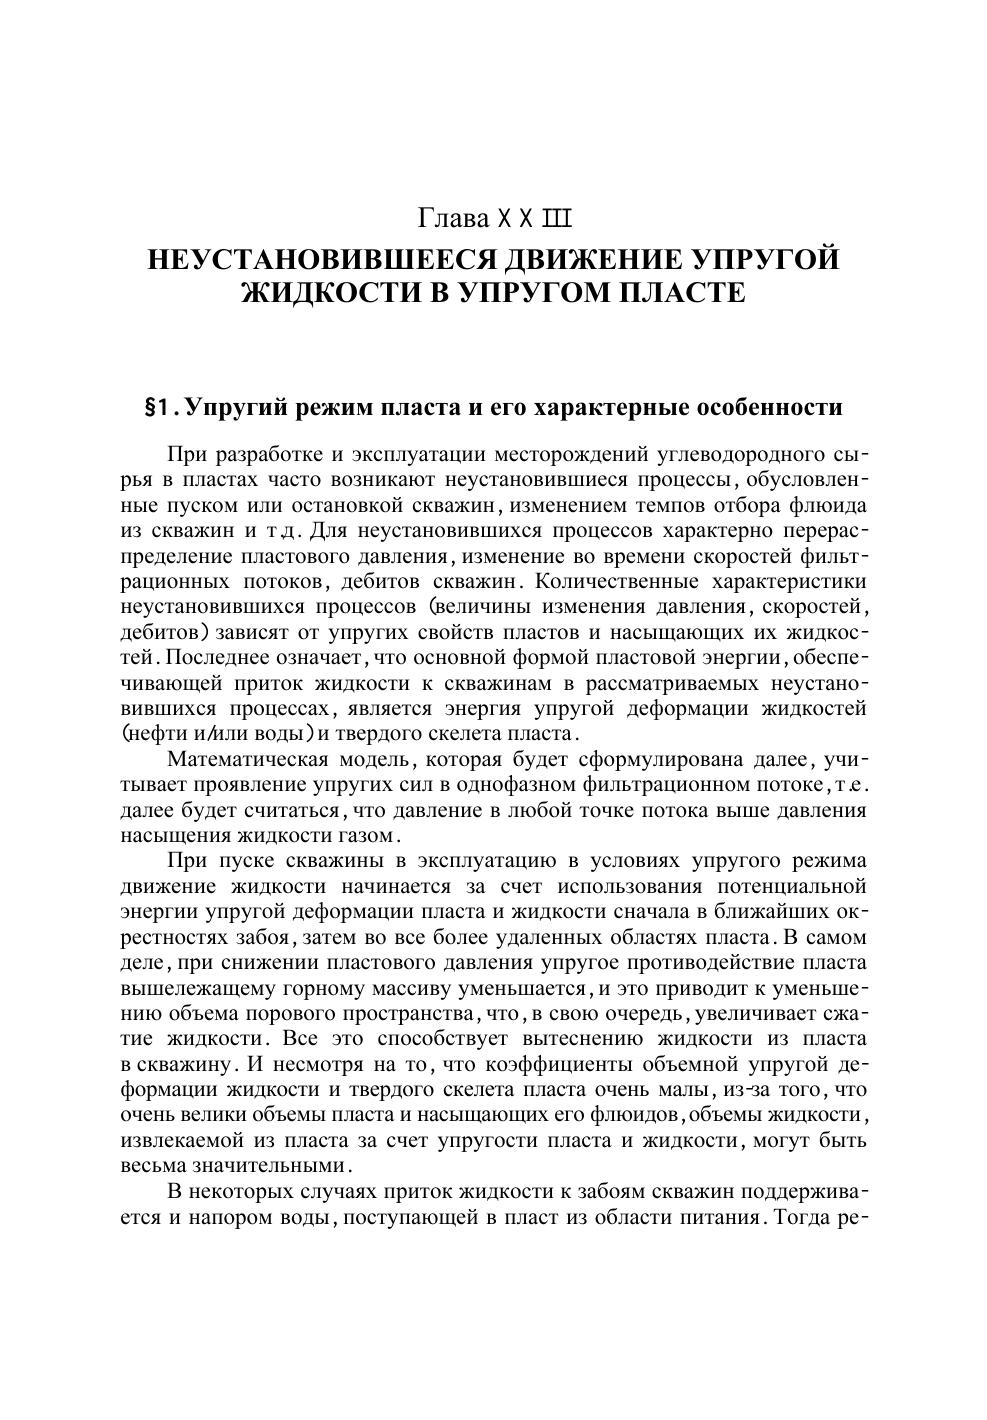 Глава X X III
НЕУСТАНОВИВШЕЕСЯ ДВИЖЕНИЕ УПРУГОЙ
ЖИДКОСТИ В УПРУГОМ ПЛАСТЕ
§1. Упругий режим пласта и его характерные особенности
При разработке и эксплуатации месторождений углеводородного сы-
рья в пластах часто возникают неустановившиеся процессы, обусловлен-
ные пуском или остановкой скважин, изменением темпов отбора флюида
из скважин и т.д. Для неустановившихся процессов характерно перерас-
пределение пластового давления, изменение во времени скоростей фильт-
рационных потоков, дебитов скважин. Количественные характеристики
неустановившихся процессов (величины изменения давления, скоростей,
дебитов) зависят от упругих свойств пластов и насыщающих их жидкос-
тей. Последнее означает, что основной формой пластовой энергии, обеспе-
чивающей приток жидкости к скважинам в рассматриваемых неустано-
вившихся процессах, является энергия упругой деформации жидкостей
(нефти и/или воды) и твердого скелета пласта.
Математическая модель, которая будет сформулирована далее, учи-
тывает проявление упругих сил в однофазном фильтрационном потоке, т.е.
далее будет считаться, что давление в любой точке потока выше давления
насыщения жидкости газом.
При пуске скважины в эксплуатацию в условиях упругого режима
движение жидкости начинается за счет использования потенциальной
энергии упругой деформации пласта и жидкости сначала в ближайших ок-
рестностях забоя, затем во все более удаленных областях пласта. В самом
деле, при снижении пластового давления упругое противодействие пласта
вышележащему горному массиву уменьшается, и это приводит к уменьше-
нию объема порового пространства, что, в свою очередь, увеличивает сжа-
тие жидкости. Все это способствует вытеснению жидкости из пласта
в скважину. И несмотря на то, что коэффициенты объемной упругой де-
формации жидкости и твердого скелета пласта очень малы, из-за того, что
очень велики объемы пласта и насыщающих его флюидов, объемы жидкости,
извлекаемой из пласта за счет упругости пласта и жидкости, могут быть
весьма значительными.
В некоторых случаях приток жидкости к забоям скважин поддержива-
ется и напором воды, поступающей в пласт из области питания. Тогда ре-